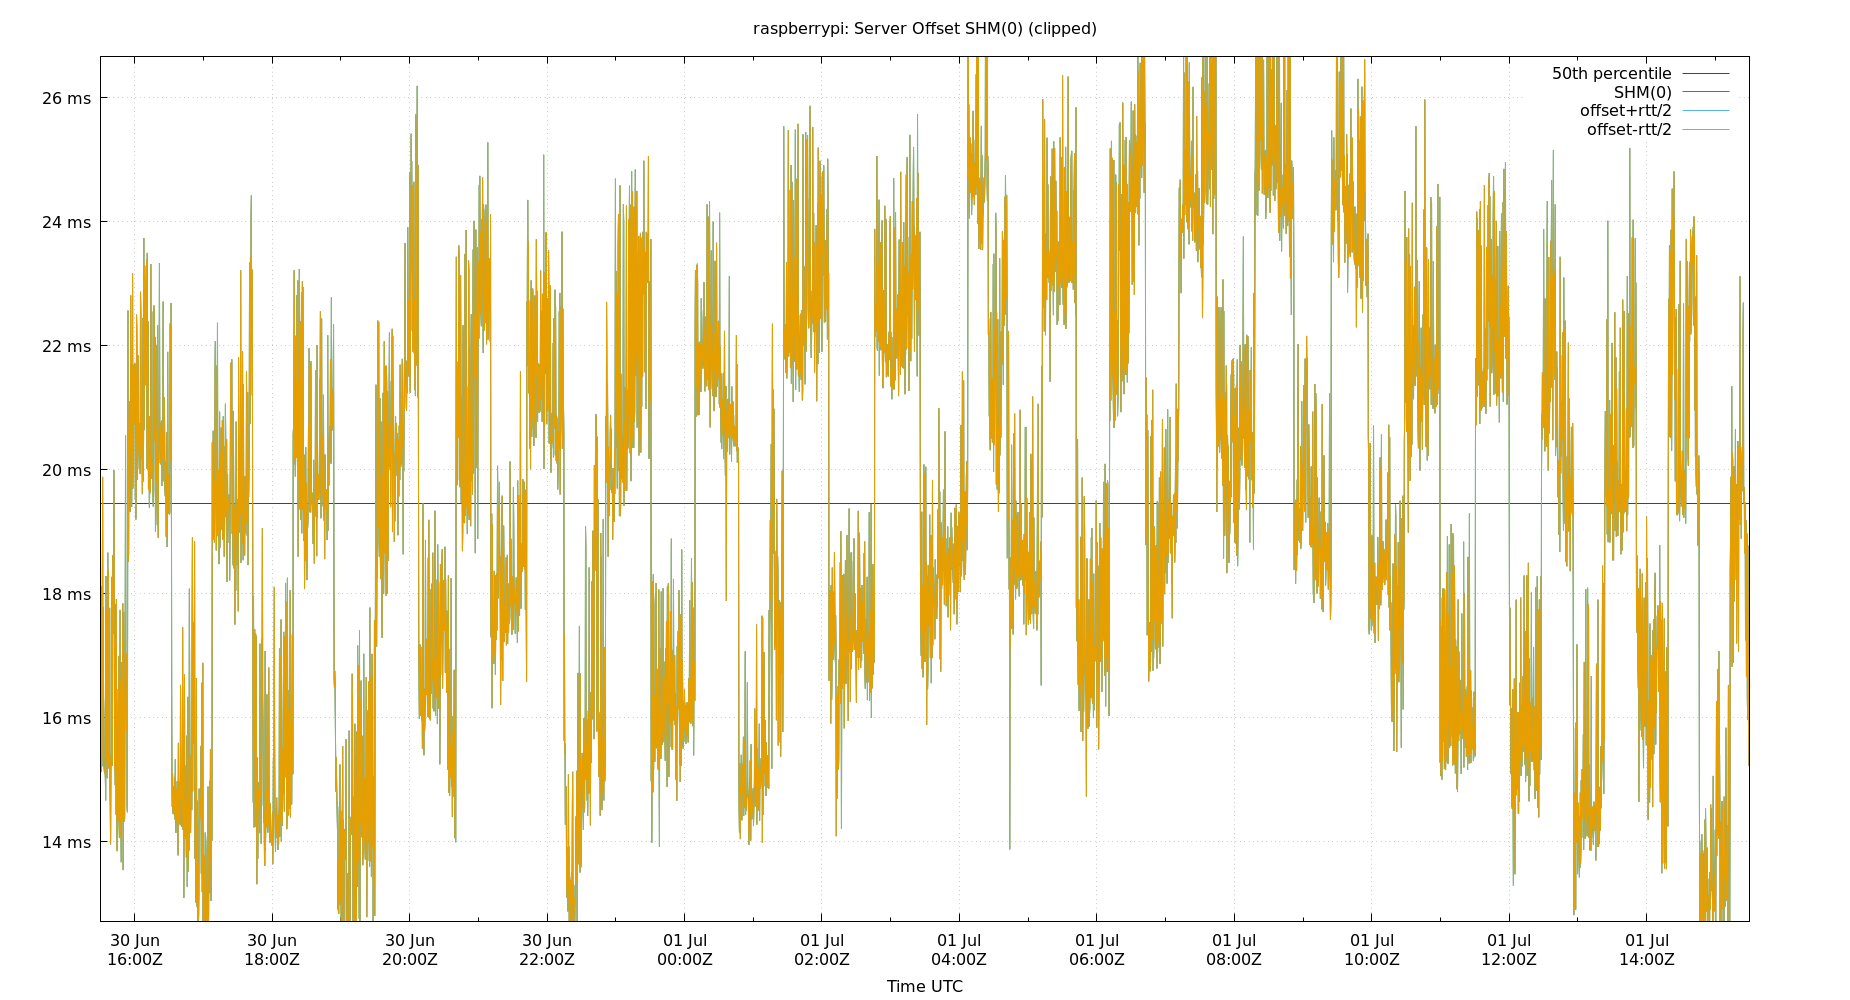 raspberrypi: Server Offset SHM(0) (clipped)
50th percentile
SHM(0)
offset+rtt/2
offset-rtt/2
26 ms
24 ms
22 ms
20 ms
18 ms
16 ms
14 ms
30 Jun 30 Jun 30 Jun 30 Jun 01 Jul 01 Jul 01 Jul 01 Jul 01 Jul 01 Jul 01 Jul 01 Jul
16:00Z 18:00Z 20:00Z 22:00Z 00:00Z 02:00Z 04:00Z 06:00Z 08:00Z 10:00Z 12:00Z 14:00Z
Time UTC